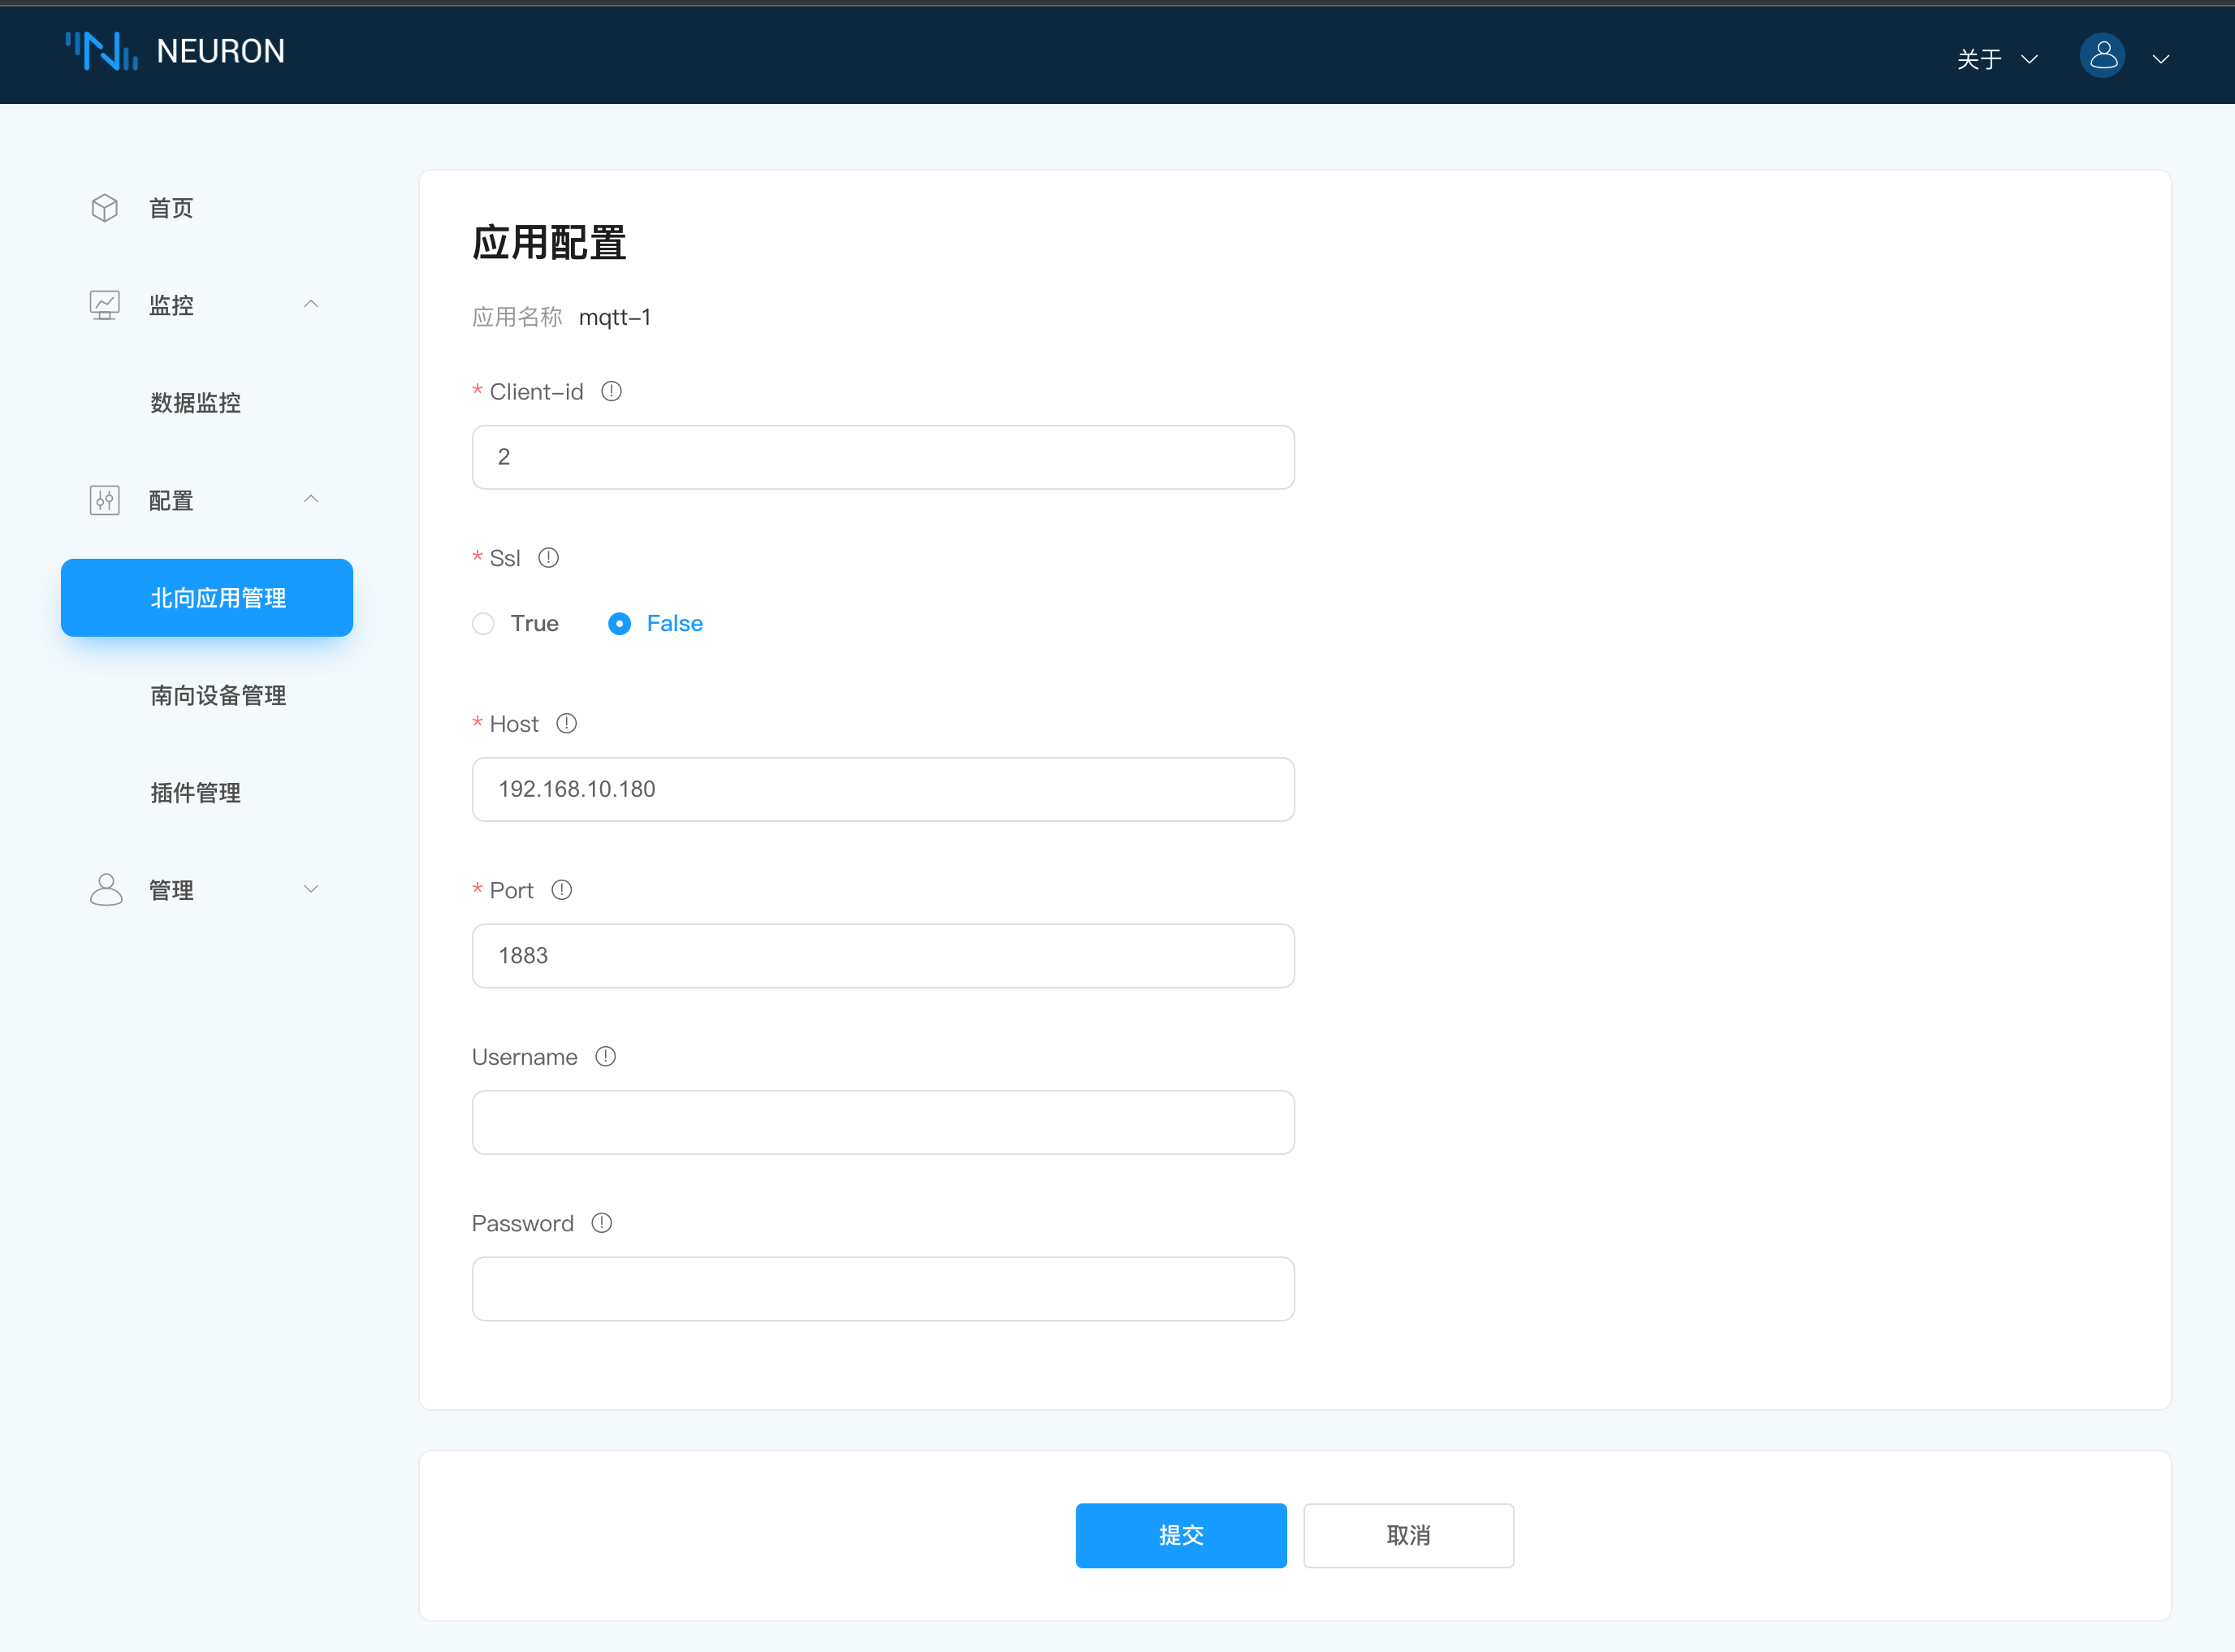 NEURON
关于
首页
监控
数据监控
配置
北向应用管理
南向设备管理
插件管理
管理
应用配置
应用名称 mqtt-1
* Client-id
2
* Ssl
True False
* Host
192.168.10.180
* Port
1883
Username
Password
提交 取消